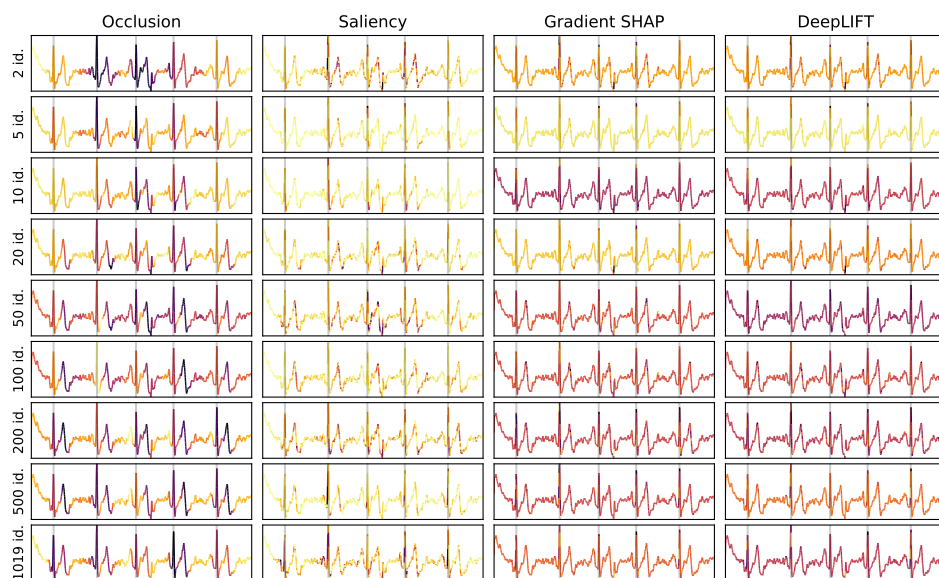 Occlusion Saliency Gradient SHAP DeepLIFT
2 id.
5 id.
10 id.
20 id.
50 id.
100 id.
200 id.
500 id.
1019 id.